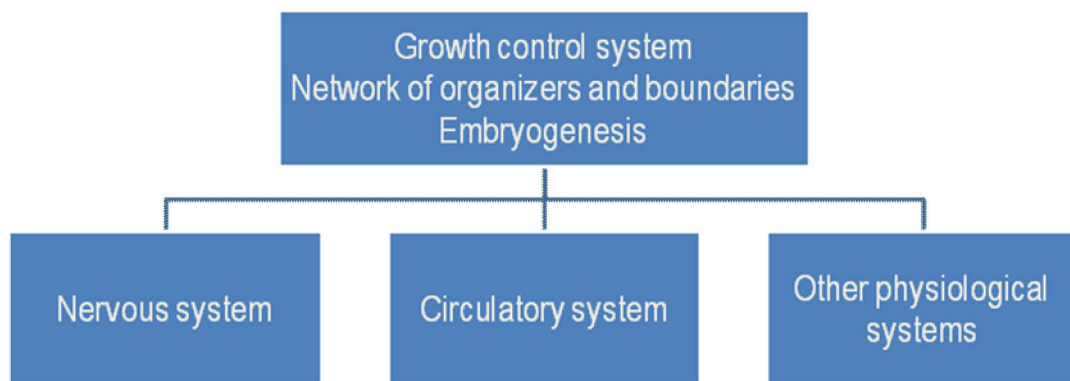 Growth control system
Network of organizers and boundaries
Embryogenesis
Nervous system
Circulatory system
Other physiological
systems